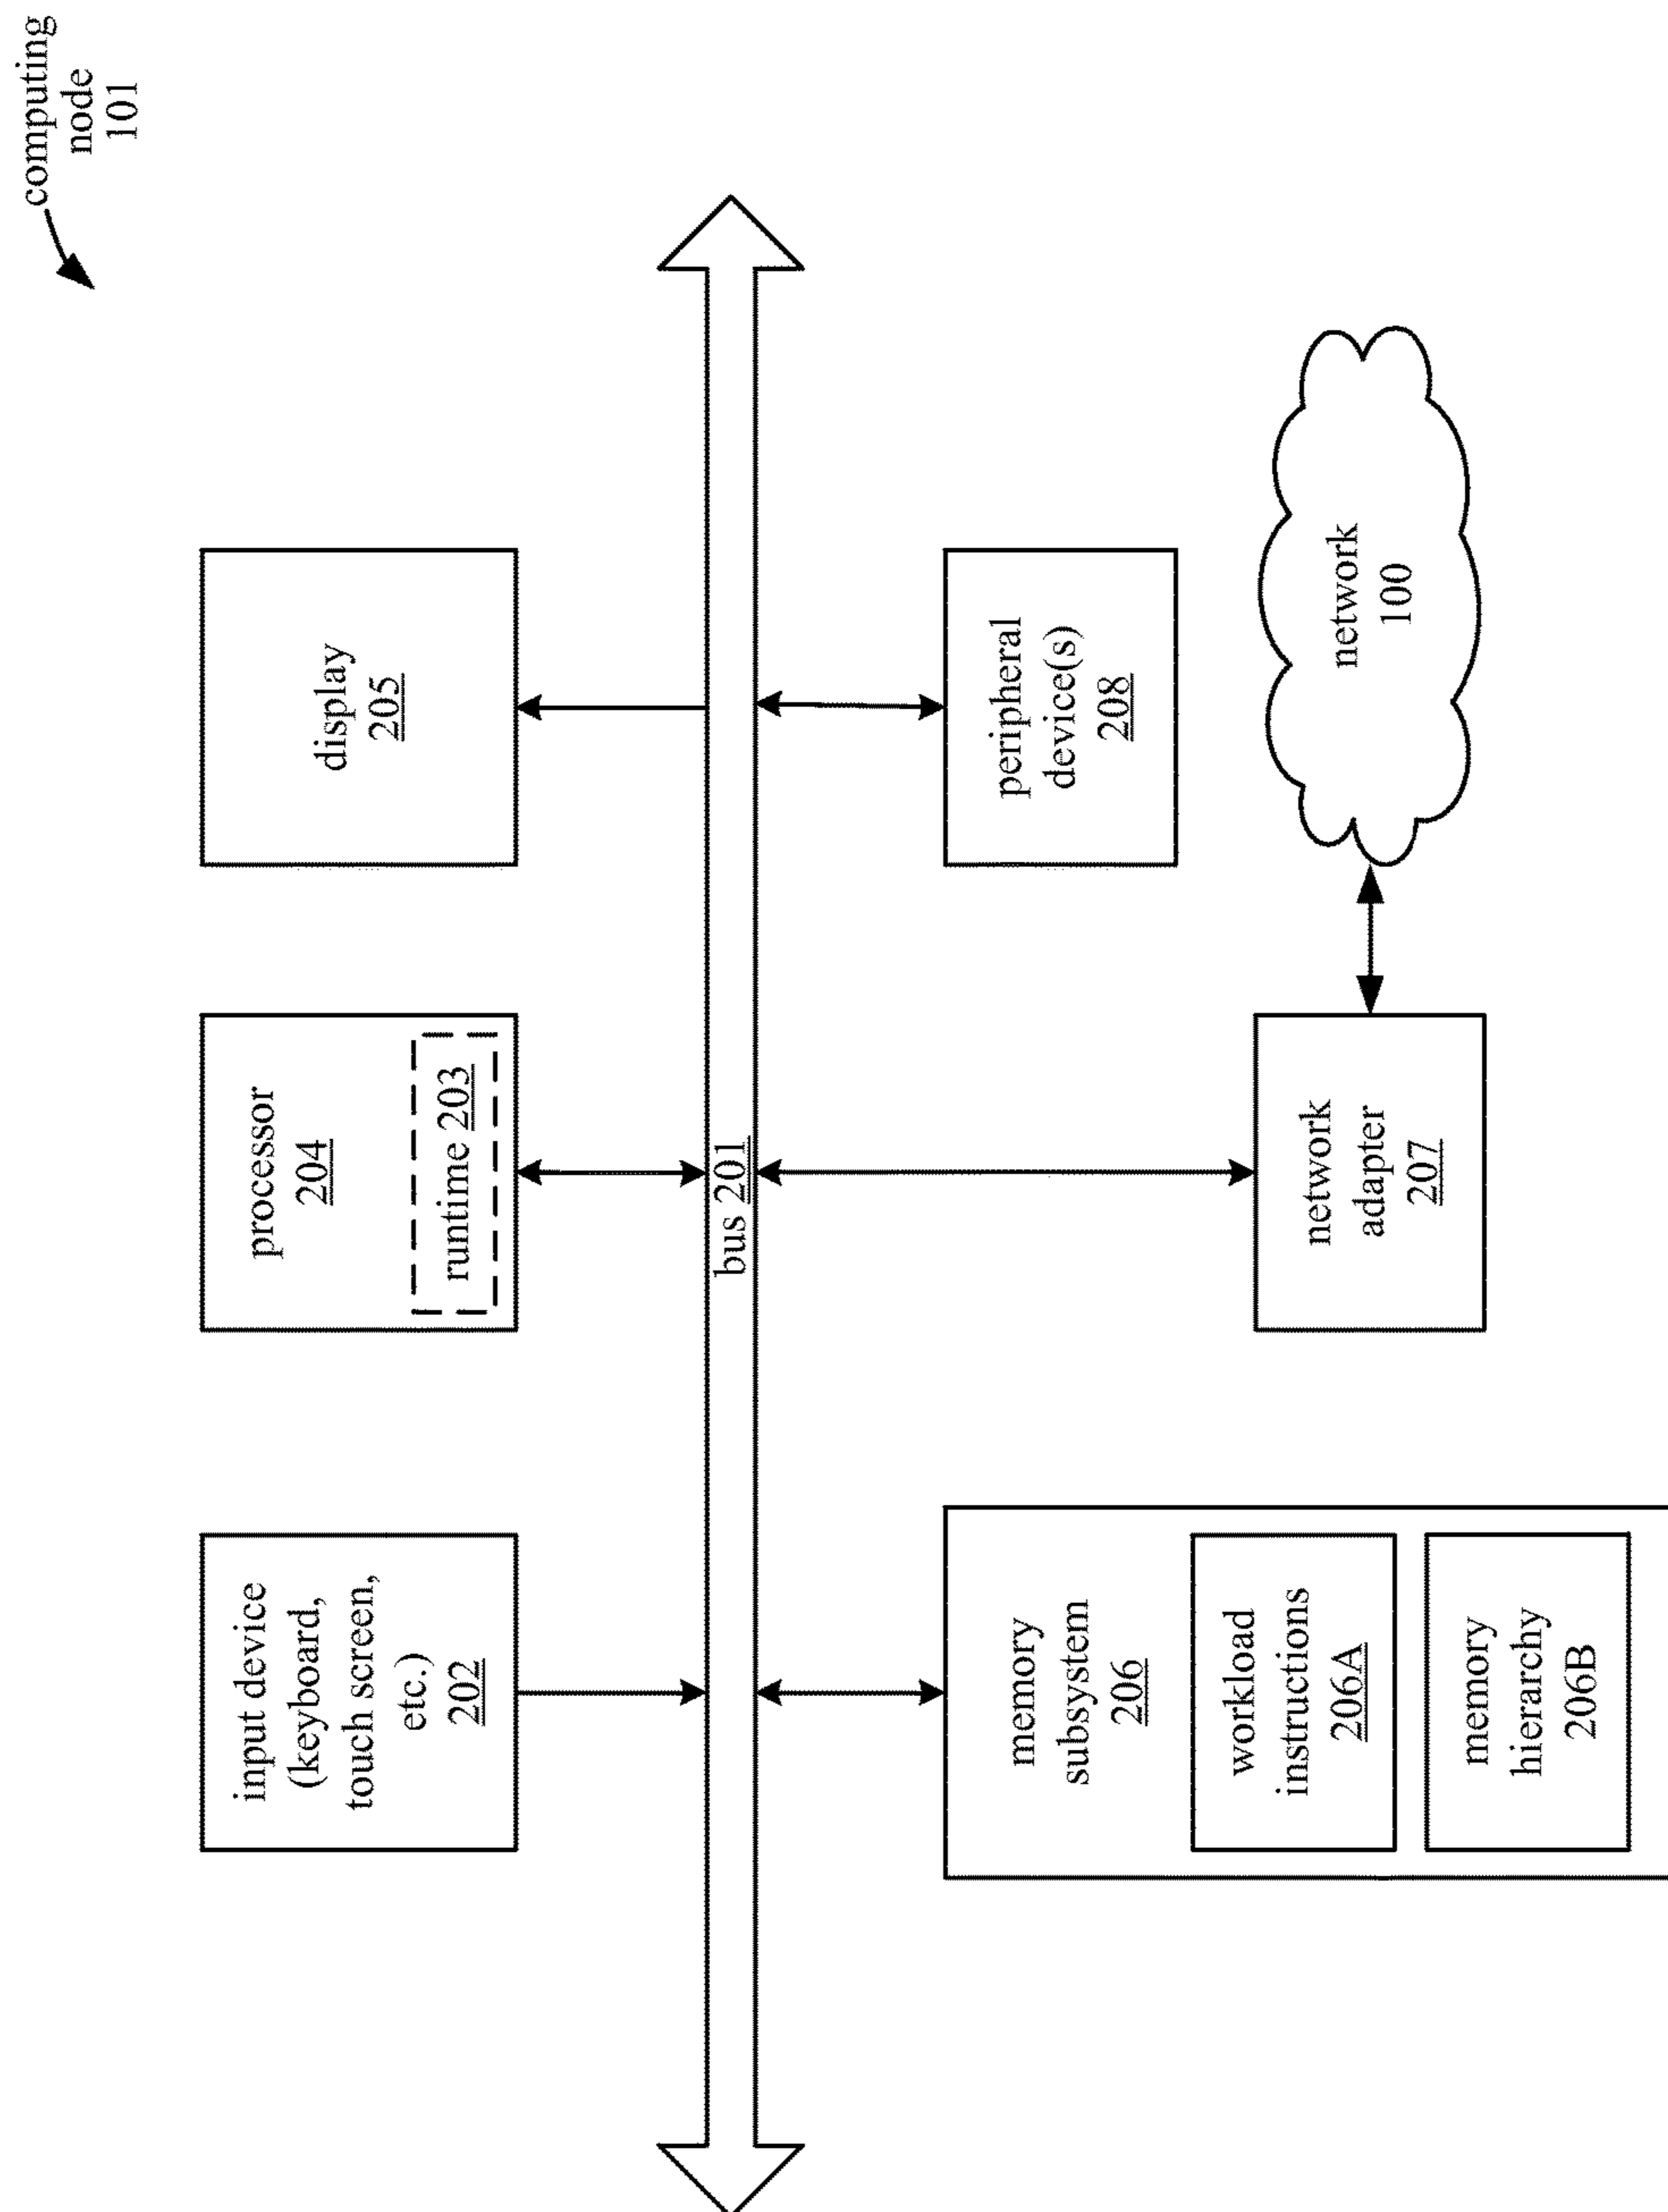 computing
node
101
input device
(keyboard,
touch screen,
etc.)
202
processor
204
runtime 203
display
205
bus 201
memory
subsystem
206
workload
instructions
206A
memory
hierarchy
206B
network
adapter
207
peripheral
device(s)
208
network
100